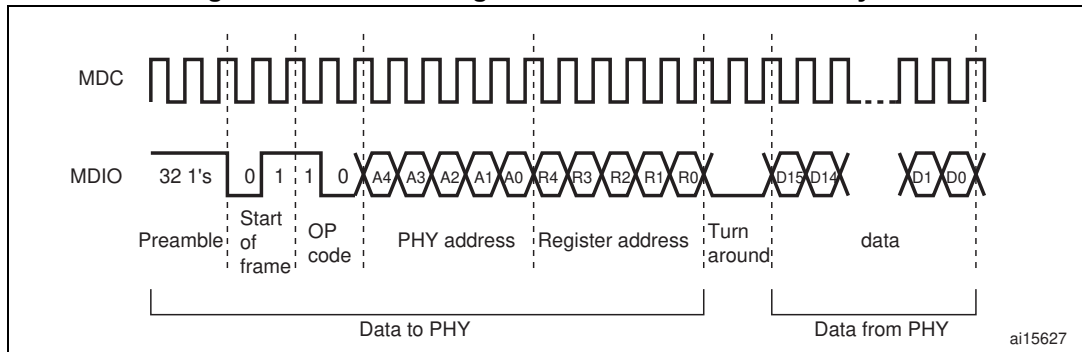 MDC
MDIO 32 1's 0 1 1 0 A4 A3 A2 A1 A0 R4 R3 R2 R1 R0 D15 D14 D1 D0
Preamble
Start
of
frame
OP
code
PHY address
Register address
Turn
around
data
Data to PHY
Data from PHY
ai15627